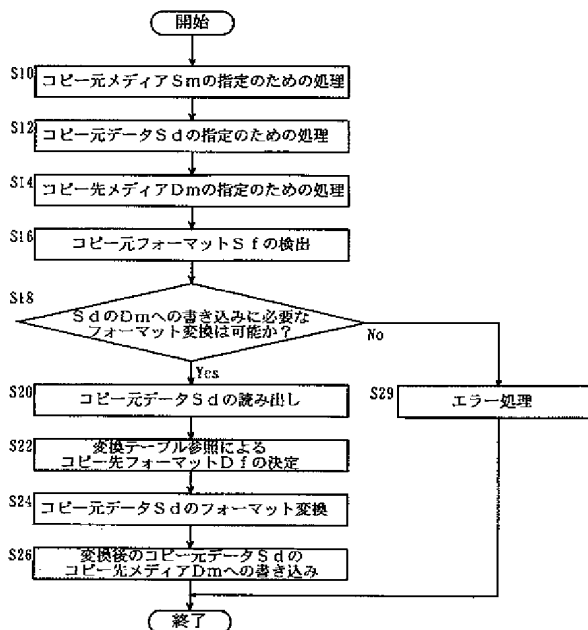 開始
S10
コピー元メディアSmの指定のための処理
S12
コピー元データSdの指定のための処理
S14
コピー先メディアDmの指定のための処理
S16
コピー元フォーマットSfの検出
S18
SdのDmへの書き込みに必要な
フォーマット変換は可能か?
No
Yes
S20
コピー元データSdの読み出し
S29
エラー処理
S22
変換テーブル参照による
コピー先フォーマットDfの決定
S24
コピー元データSdのフォーマット変換
S26
変換後のコピー元データSdの
コピー先メディアDmへの書き込み
終了